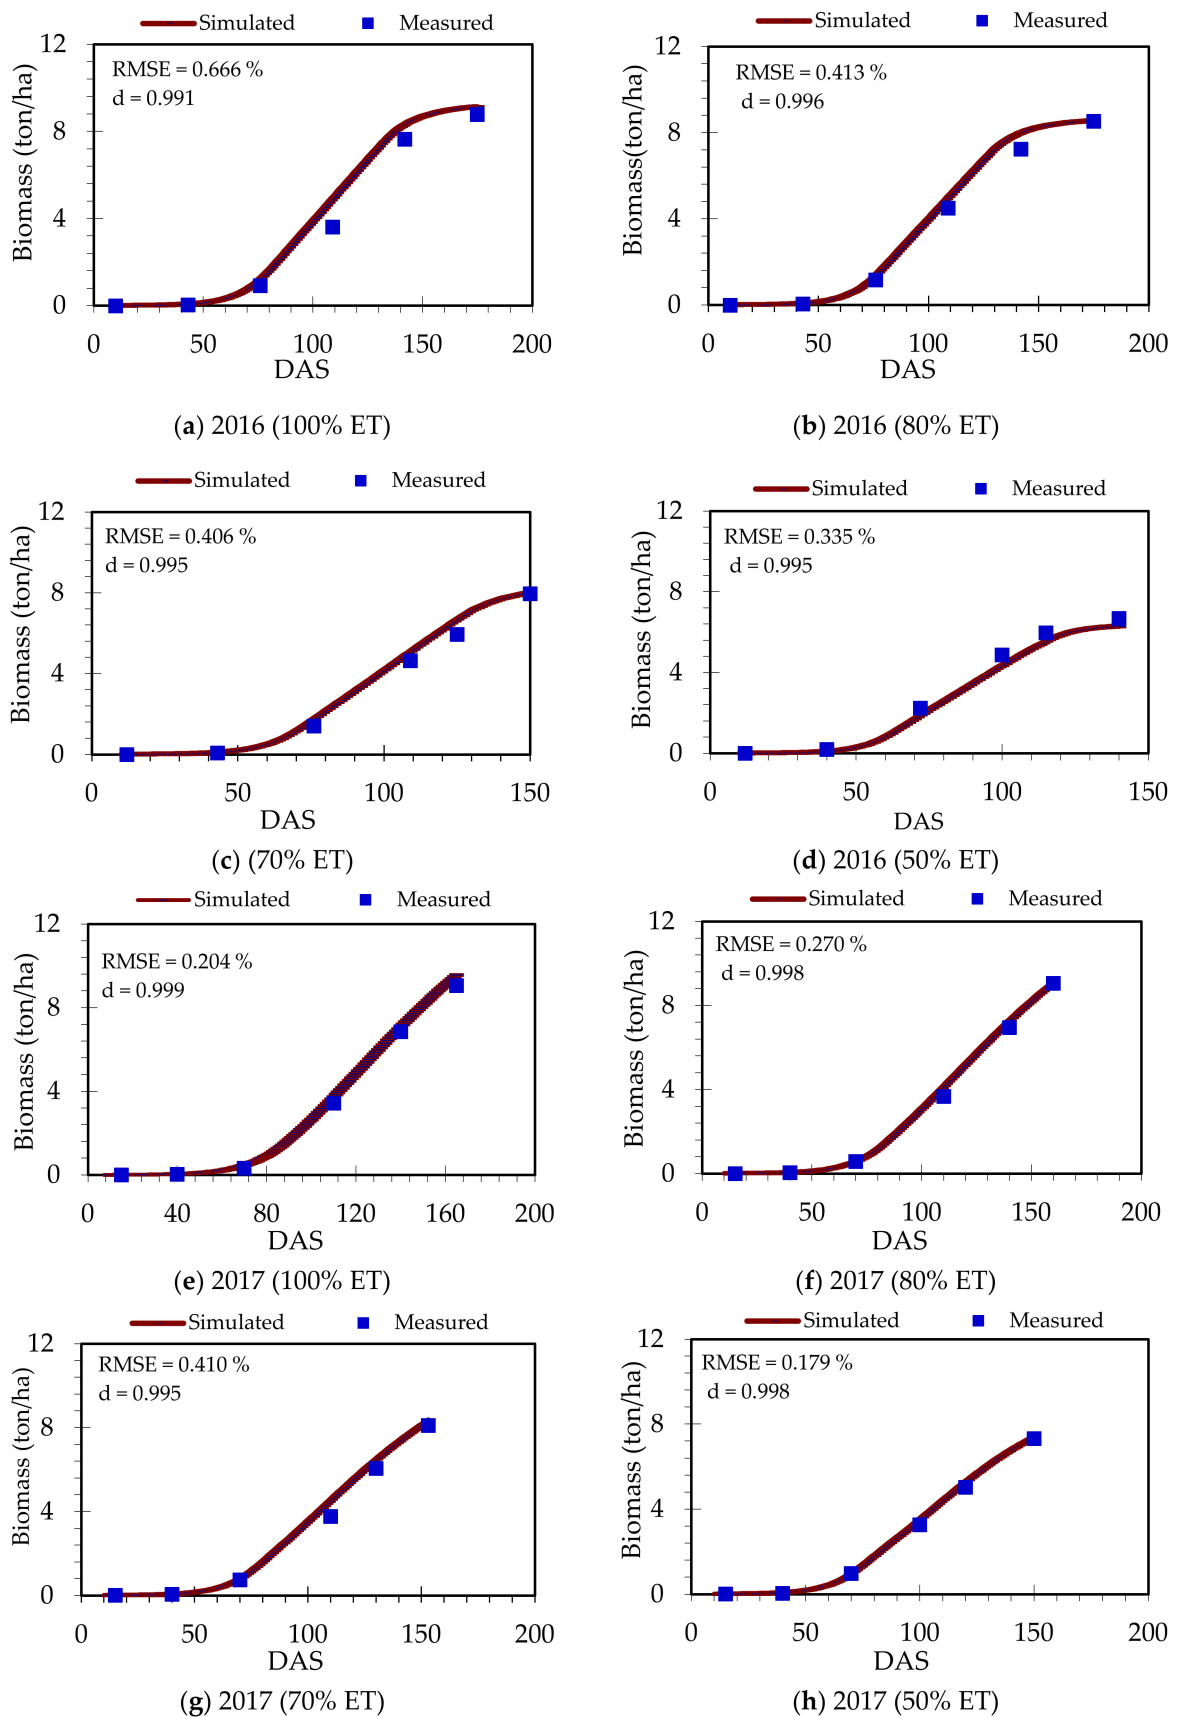 Simulated Measured
Simulated Measured
12
8
4
0
Biomass (ton/ha)
RMSE = 0.666 %
d = 0.991
0 50 100 150 200
DAS
12
8
4
0
Biomass(ton/ha)
RMSE = 0.413 %
d = 0.996
0 50 100 150 200
DAS
(a) 2016 (100% ET)
(b) 2016 (80% ET)
Simulated Measured
Simulated Measured
12
8
4
0
Biomass (ton/ha)
RMSE = 0.406 %
d = 0.995
0 50 100 150
DAS
12
8
4
0
Biomass (ton/ha)
RMSE = 0.335 %
d = 0.995
0 50 100 150
DAS
(c) (70% ET)
(d) 2016 (50% ET)
Simulated Measured
Simulated Measured
12
8
4
0
Biomass (ton/ha)
RMSE = 0.204 %
d = 0.999
0 40 80 120 160 200
DAS
12
8
4
0
Biomass (ton/ha)
RMSE = 0.270 %
d = 0.998
0 50 100 150 200
DAS
(e) 2017 (100% ET)
(f) 2017 (80% ET)
Simulated Measured
Simulated Measured
12
8
4
0
Biomass (ton/ha)
RMSE = 0.410 %
d = 0.995
0 50 100 150 200
DAS
12
8
4
0
Biomass (ton/ha)
RMSE = 0.179 %
d = 0.998
0 50 100 150 200
DAS
(g) 2017 (70% ET)
(h) 2017 (50% ET)